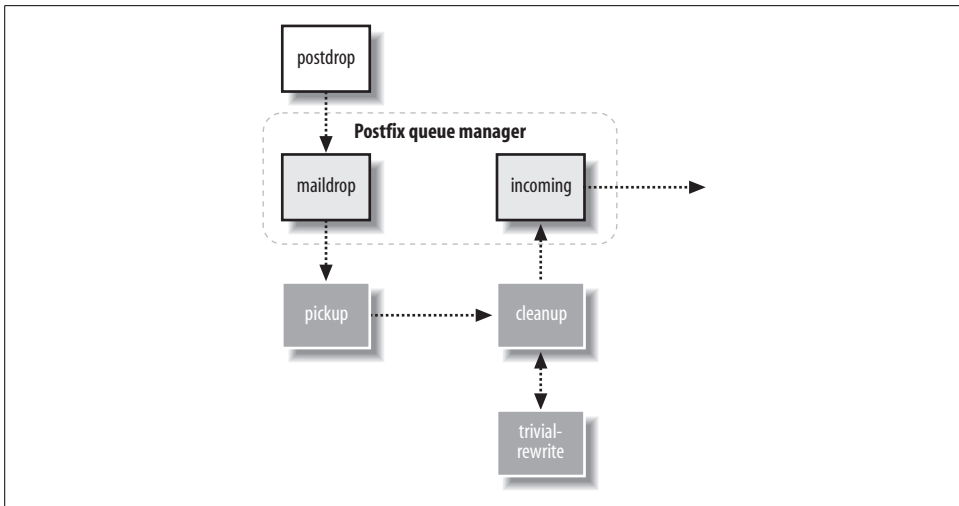 postdrop
Postfix queue manager
maildrop
incoming
pickup
cleanup
trivial-
rewrite